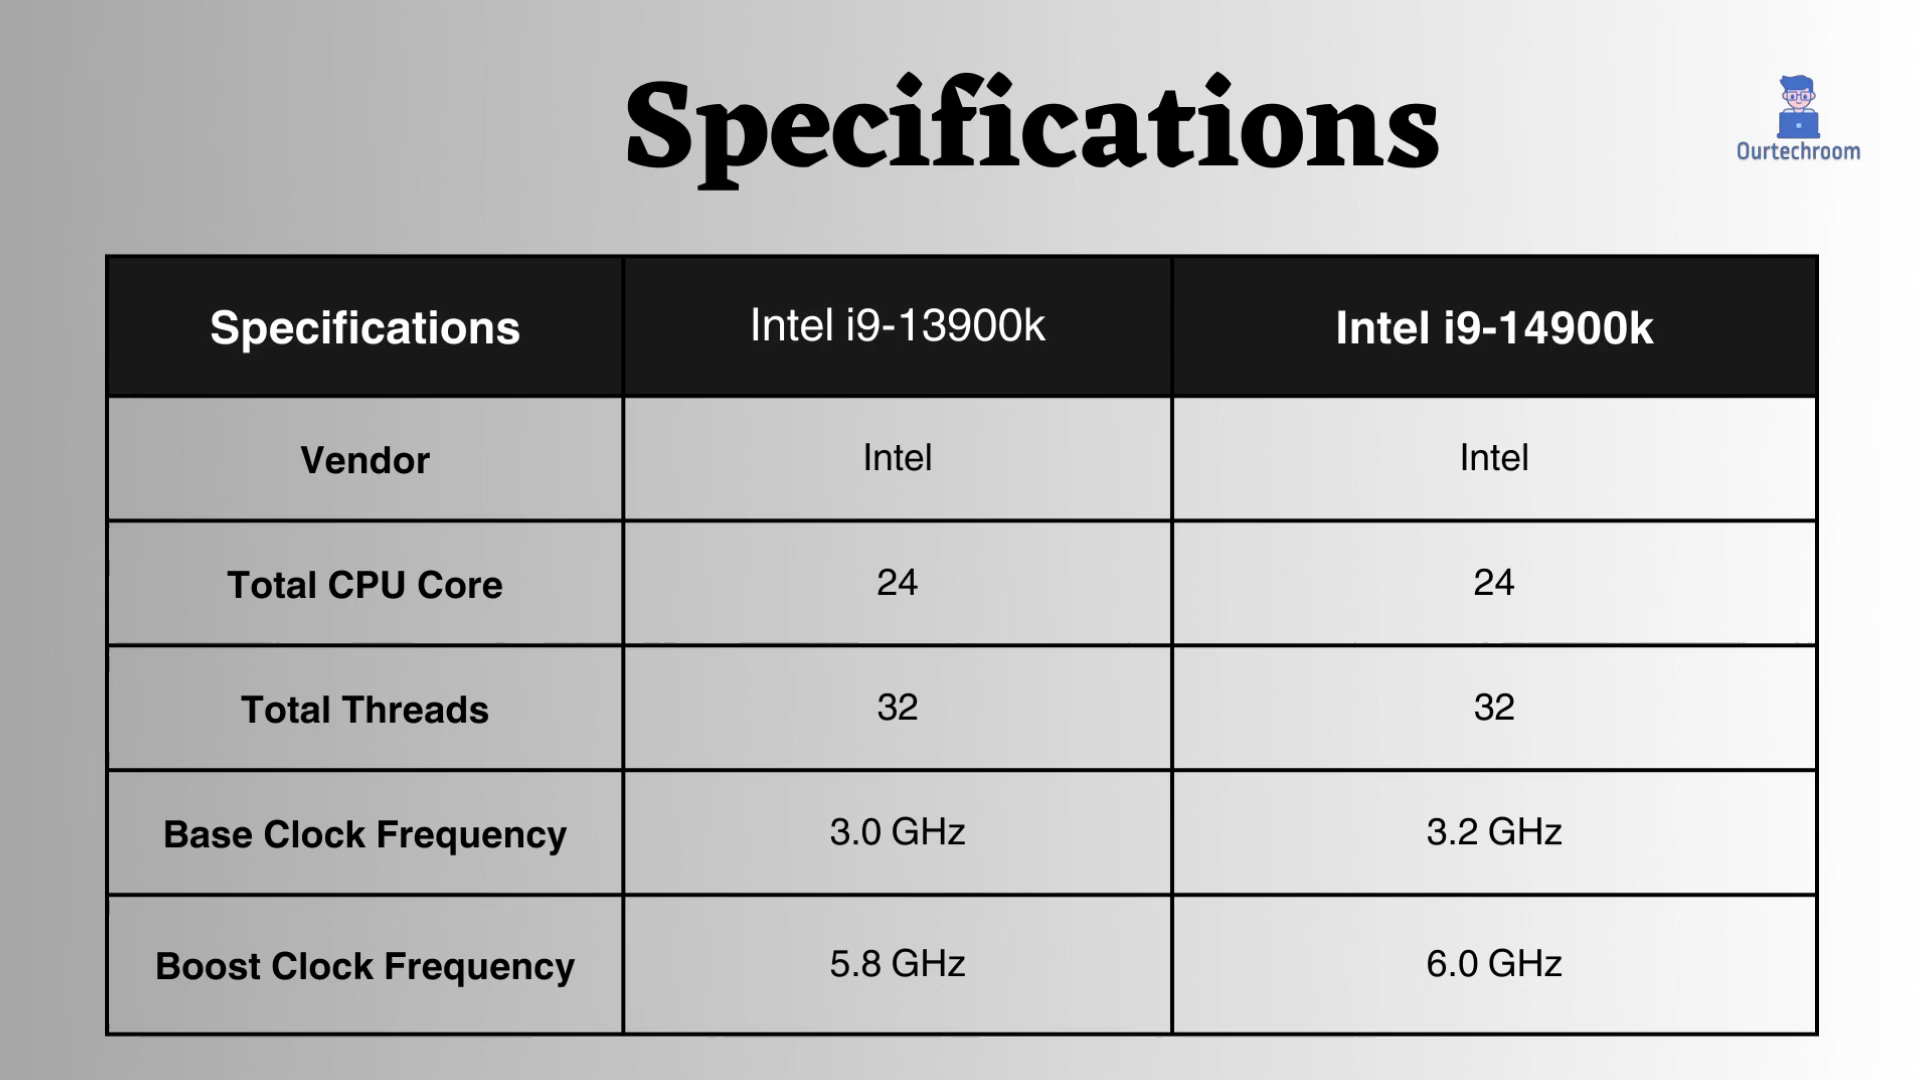 Specifications
Ourtechroom
Specifications Intel i9-13900k Intel i9-14900k
Vendor Intel Intel
Total CPU Core 24 24
Total Threads 32 32
Base Clock Frequency 3.0 GHz 3.2 GHz
Boost Clock Frequency 5.8 GHz 6.0 GHz